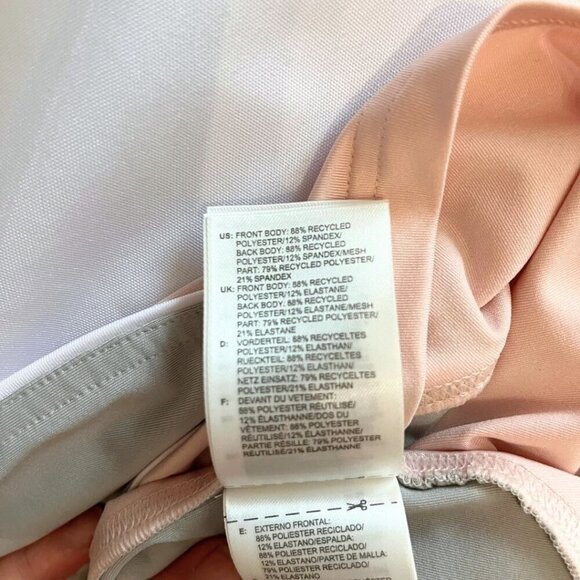 US: FRONT BODY: 88% RECYCLED
POLYESTER/12% SPANDEX/
BACK BODY: 88% RECYCLED
POLYESTER/12% SPANDEX/MESH
PART: 79% RECYCLED POLYESTER/
21% SPANDEX
UK: FRONT BODY: 88% RECYCLED
POLYESTER/12% ELASTANE/
BACK BODY: 88% RECYCLED
POLYESTER/12% ELASTANE/MESH
PART: 79% RECYCLED POLYESTER/
21% ELASTANE
D: VORDERTEIL: 88% RECYCELTES
POLYESTER/12% ELASTHAN/
RUECKTEIL: 88% RECYCELTES
POLYESTER/12% ELASTHAN/
NETZ EINSATZ: 79% RECYCELTES
POLYESTER/21% ELASTHAN
F: DEVANT DU VETEMENT:
88% POLYESTER RÉUTILISÉ/
12% ÉLASTHANNE/DOS DU
VÊTEMENT: 88% POLYESTER
RÉUTILISÉ/12% ÉLASTHANNE/
PARTIE RÉSILLE: 79% POLYESTER
RÉUTILISÉ/21% ÉLASTHANNE
E: EXTERNO FRONTAL:
88% POLIESTER RECICLADO/
12% ELASTANO/ESPALDA:
88% POLIESTER RECICLADO/
12% ELASTANO/PARTE DE MALLA:
79% POLIESTER RECICLADO/
21% ELASTANO